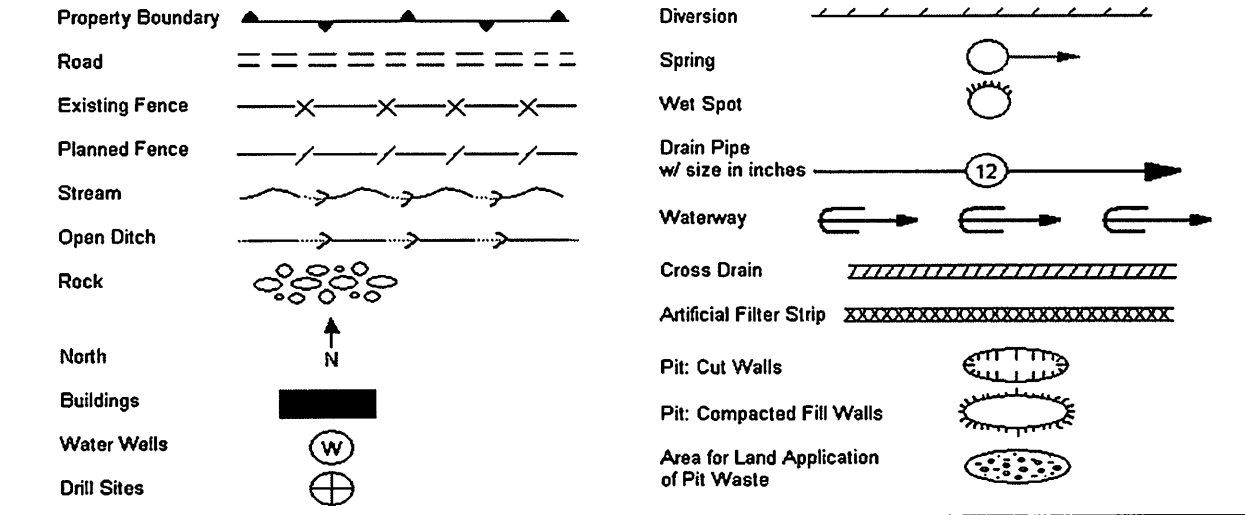 Property Boundary
Road
Existing Fence
Planned Fence
Stream
Open Ditch
Rock
North
N
Buildings
Water Wells
W
Drill Sites
Diversion
Spring
Wet Spot
Drain Pipe
w/ size in inches
12
Waterway
Cross Drain
Artificial Filter Strip
Pit: Cut Walls
Pit: Compacted Fill Walls
Area for Land Application
of Pit Waste